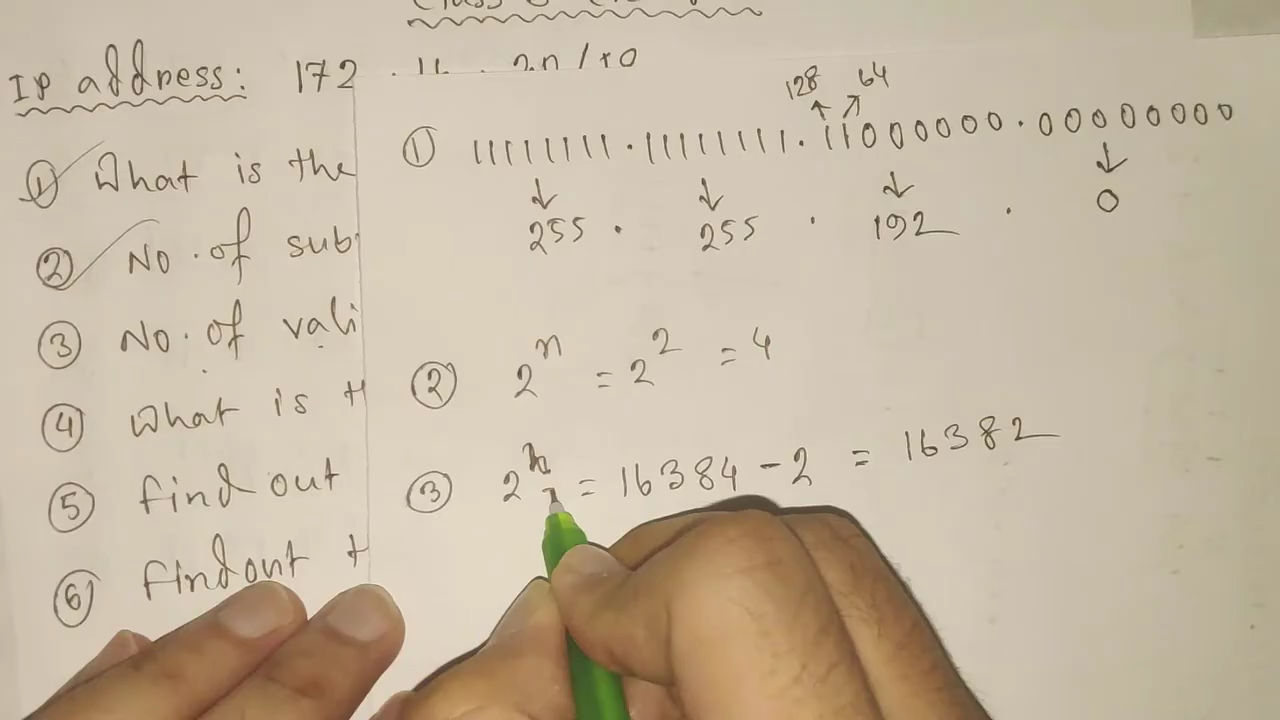 IP address: 172
① What is the
② No. of sub
③ No. of vali
④ What is t
⑤ find out
⑥ find out t
128 64
① 11111111.11111111.11000000.00000000
255 . 255 . 192 . 0
② 2^n = 2^2 = 4
③ 2^h = 16384 - 2 = 16382